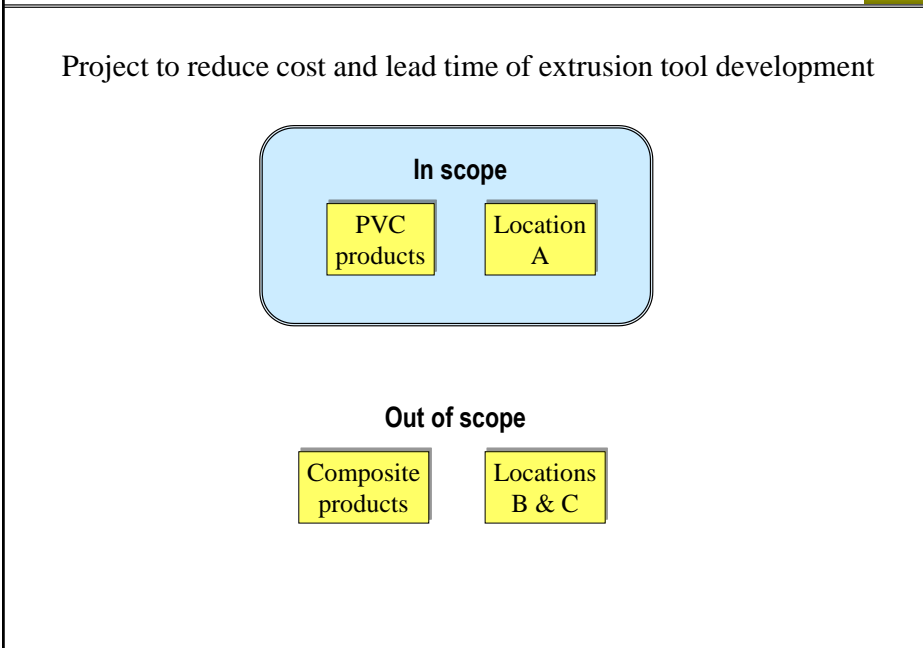 Project to reduce cost and lead time of extrusion tool development
In scope
PVC
products
Location
A
Out of scope
Composite
products
Locations
B & C